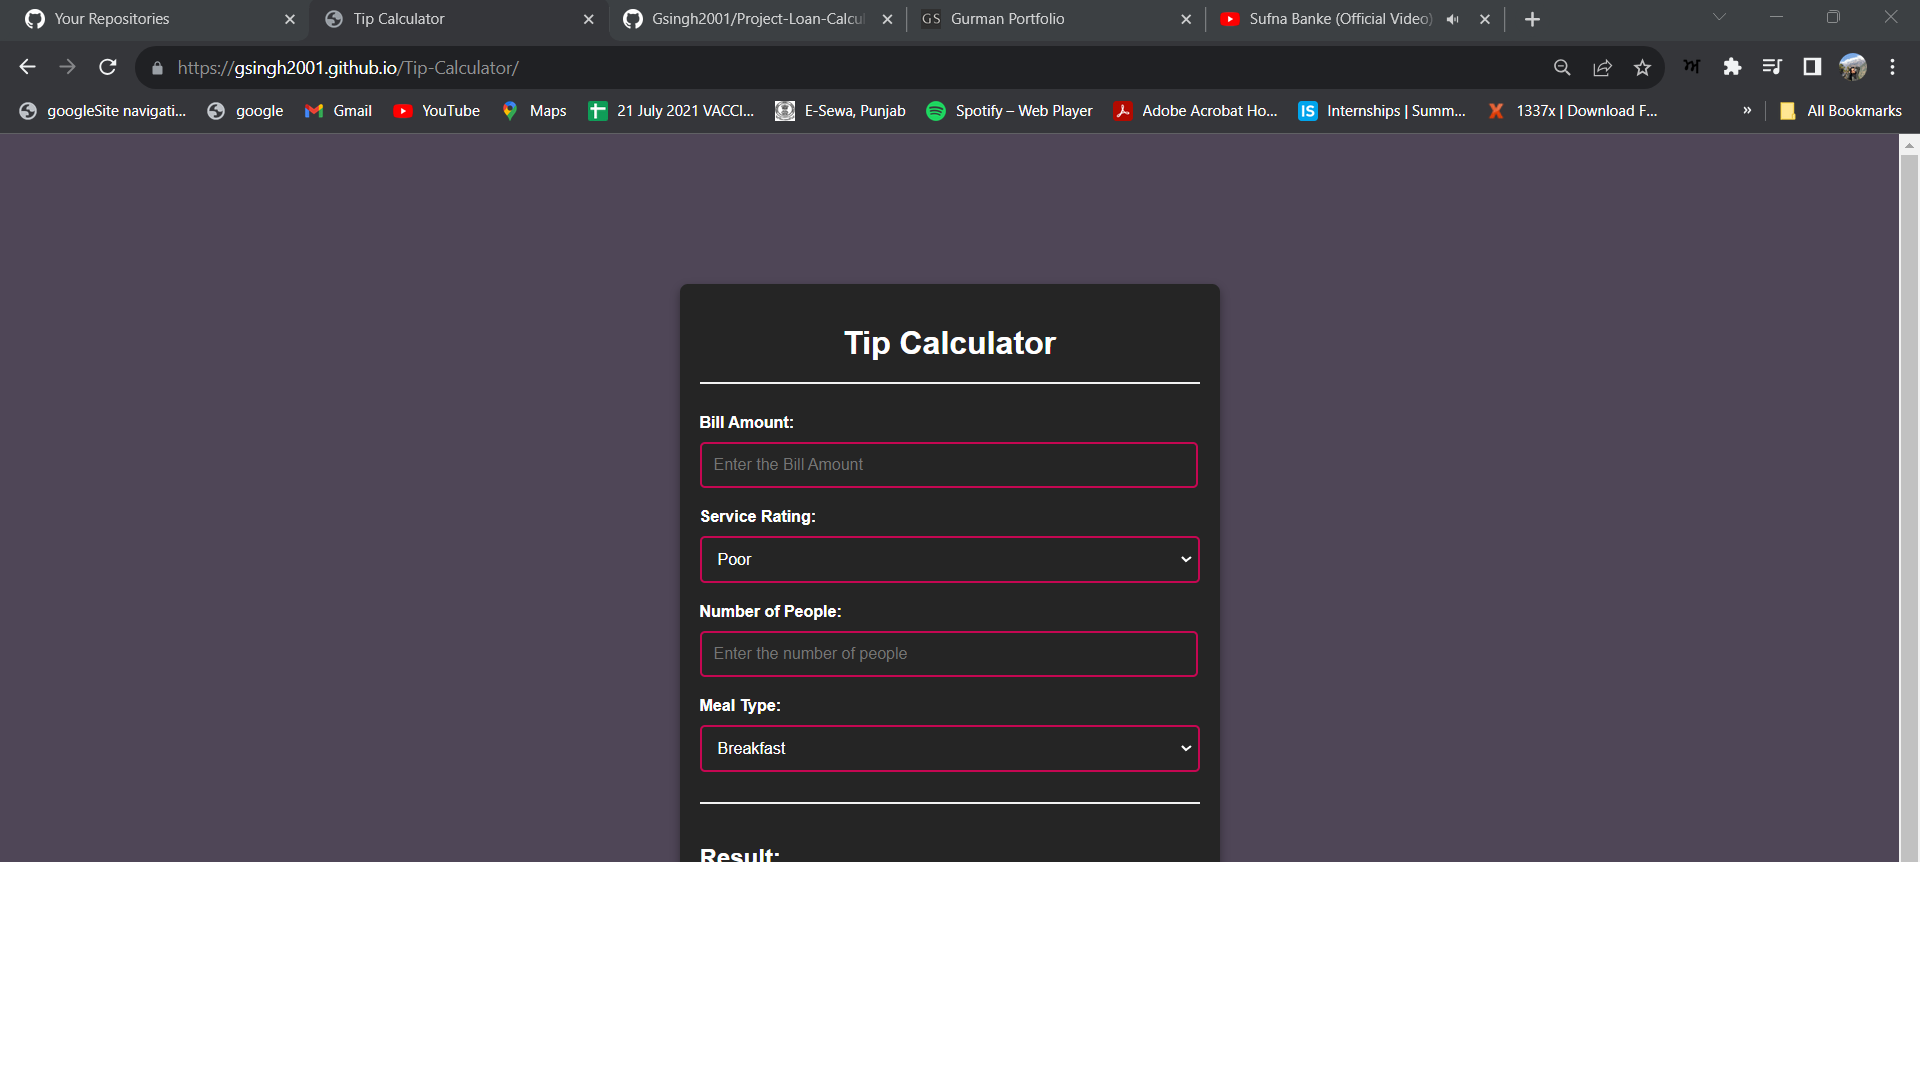 Your Repositories
Tip Calculator
Gsingh2001/Project-Loan-Calcul
GS Gurman Portfolio
Sufna Banke (Official Video)
https://gsingh2001.github.io/Tip-Calculator/
googleSite navigati...
google
Gmail
YouTube
Maps
21 July 2021 VACCI...
E-Sewa, Punjab
Spotify – Web Player
Adobe Acrobat Ho...
IS Internships | Summ...
X 1337x | Download F...
»
All Bookmarks
Tip Calculator
Bill Amount:
Enter the Bill Amount
Service Rating:
Poor
Number of People:
Enter the number of people
Meal Type:
Breakfast
Result: